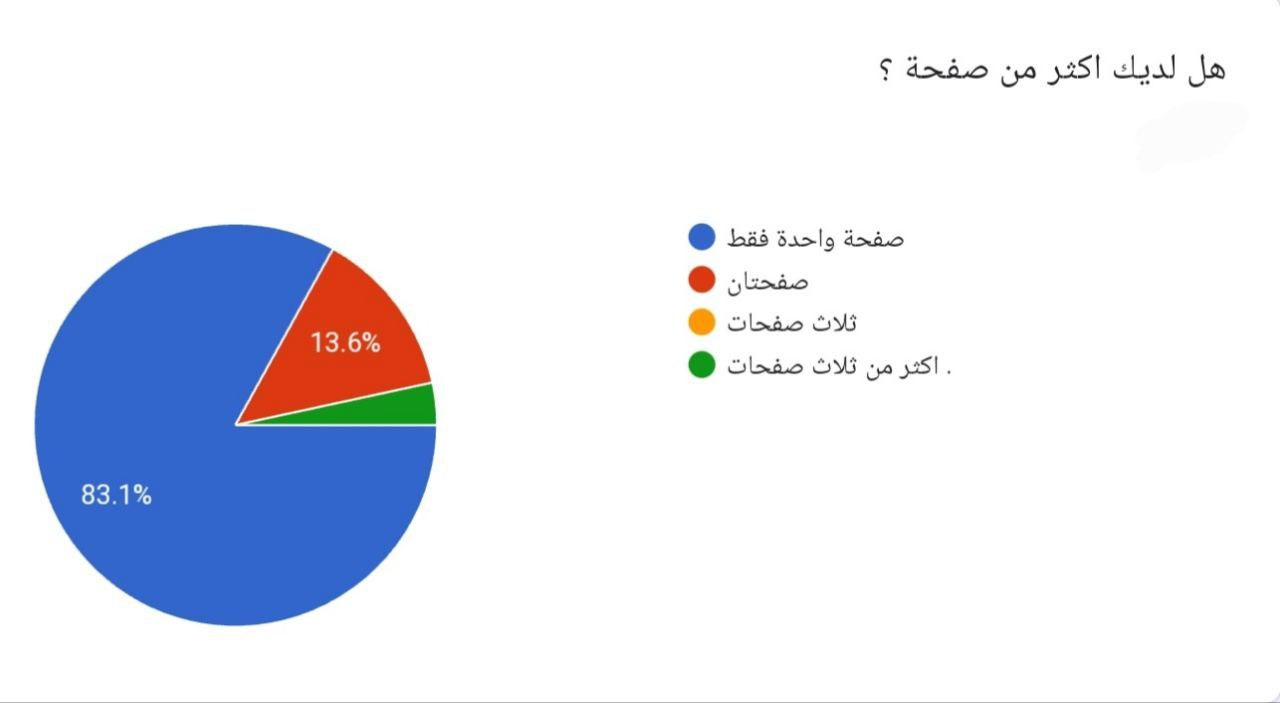 هل لديك اكثر من صفحة ؟
صفحة واحدة فقط
صفحتان
ثلاث صفحات
اكثر من ثلاث صفحات .
13.6%
83.1%